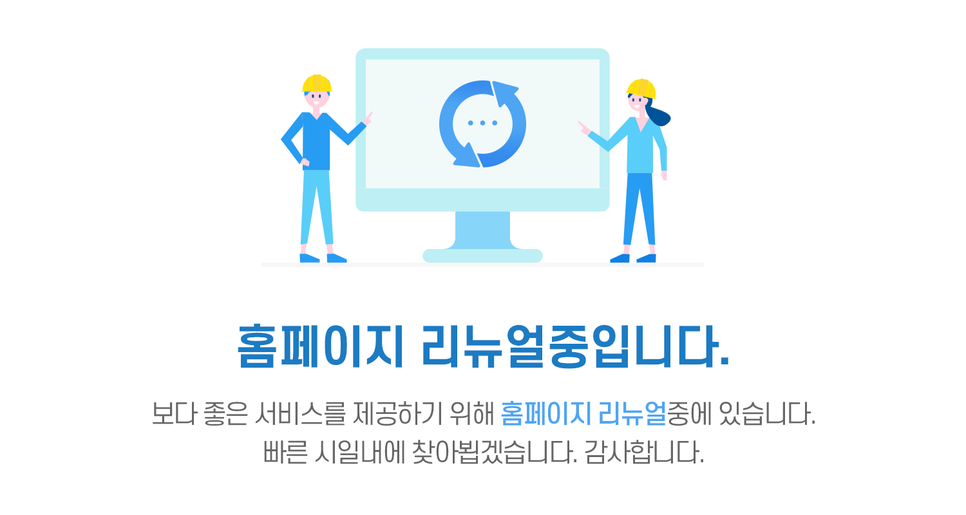 홈페이지 리뉴얼중입니다.
보다 좋은 서비스를 제공하기 위해 홈페이지 리뉴얼중에 있습니다.
빠른 시일내에 찾아뵙겠습니다. 감사합니다.